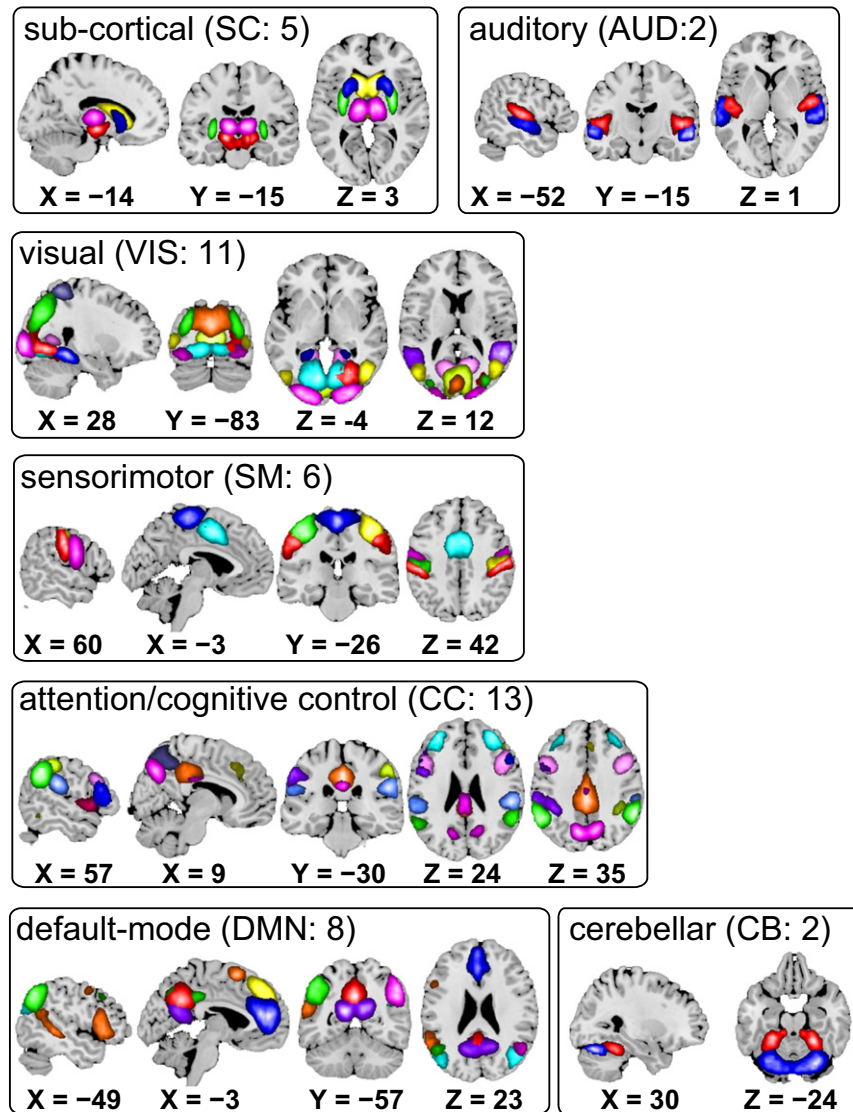 sub-cortical (SC: 5)
X = −14 Y = −15 Z = 3
auditory (AUD:2)
X = −52 Y = −15 Z = 1
visual (VIS: 11)
X = 28 Y = −83 Z = -4 Z = 12
sensorimotor (SM: 6)
X = 60 X = −3 Y = −26 Z = 42
attention/cognitive control (CC: 13)
X = 57 X = 9 Y = −30 Z = 24 Z = 35
default-mode (DMN: 8)
X = −49 X = −3 Y = −57 Z = 23
cerebellar (CB: 2)
X = 30 Z = −24